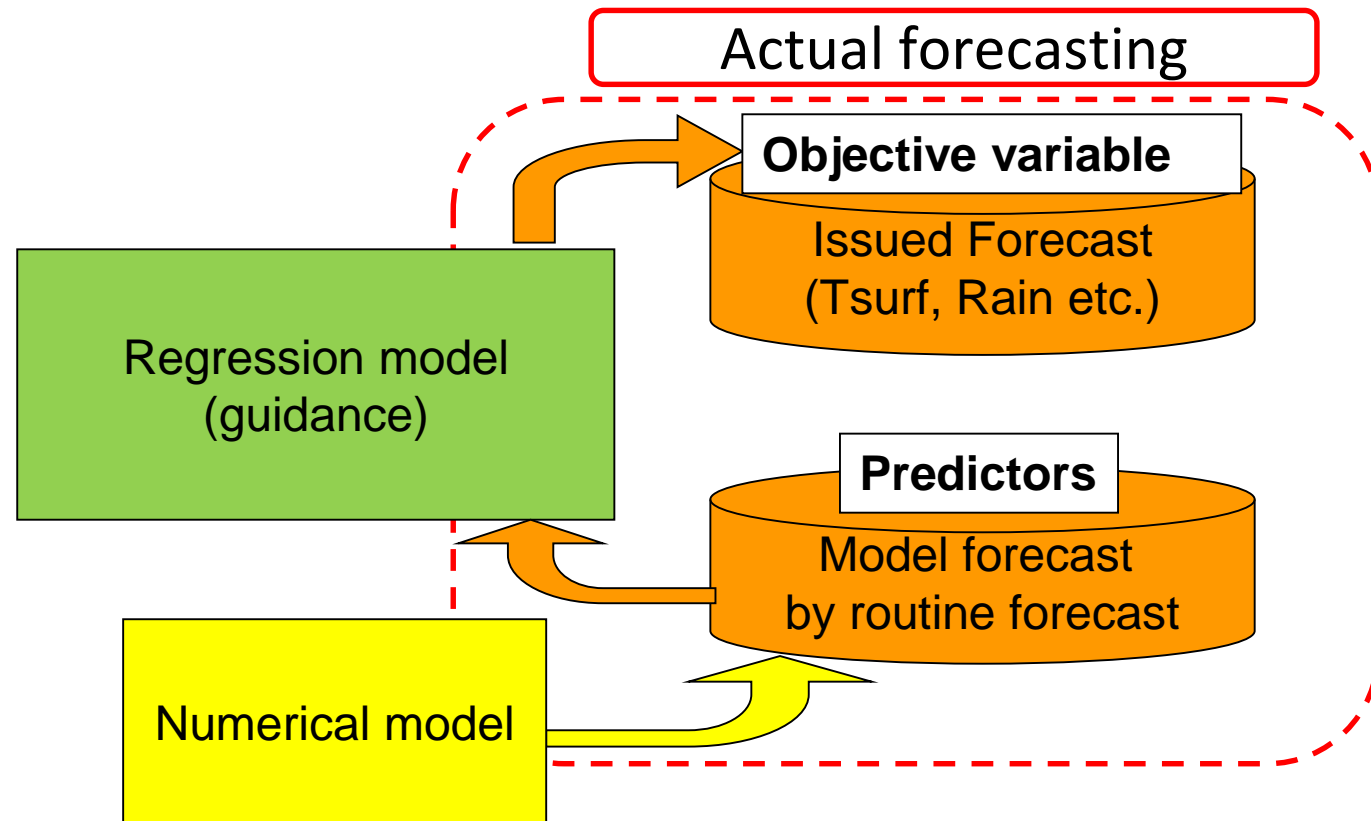 Actual forecasting
Objective variable
Issued Forecast
(Tsurf, Rain etc.)
Regression model
(guidance)
Predictors
Model forecast
by routine forecast
Numerical model